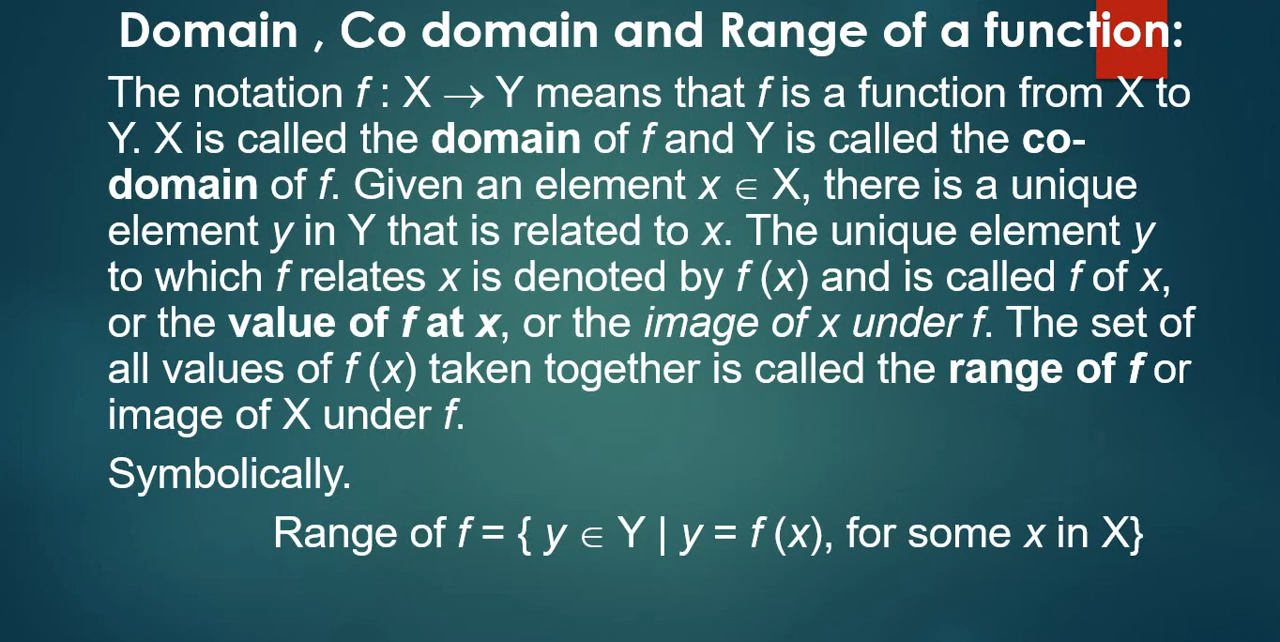 Domain , Co domain and Range of a function:
The notation f : X → Y means that f is a function from X to
Y. X is called the domain of f and Y is called the co-
domain of f. Given an element x ∈ X, there is a unique
element y in Y that is related to x. The unique element y
to which f relates x is denoted by f (x) and is called f of x,
or the value of f at x, or the image of x under f. The set of
all values of f (x) taken together is called the range of f or
image of X under f.
Symbolically.
Range of f = { y ∈ Y | y = f (x), for some x in X}